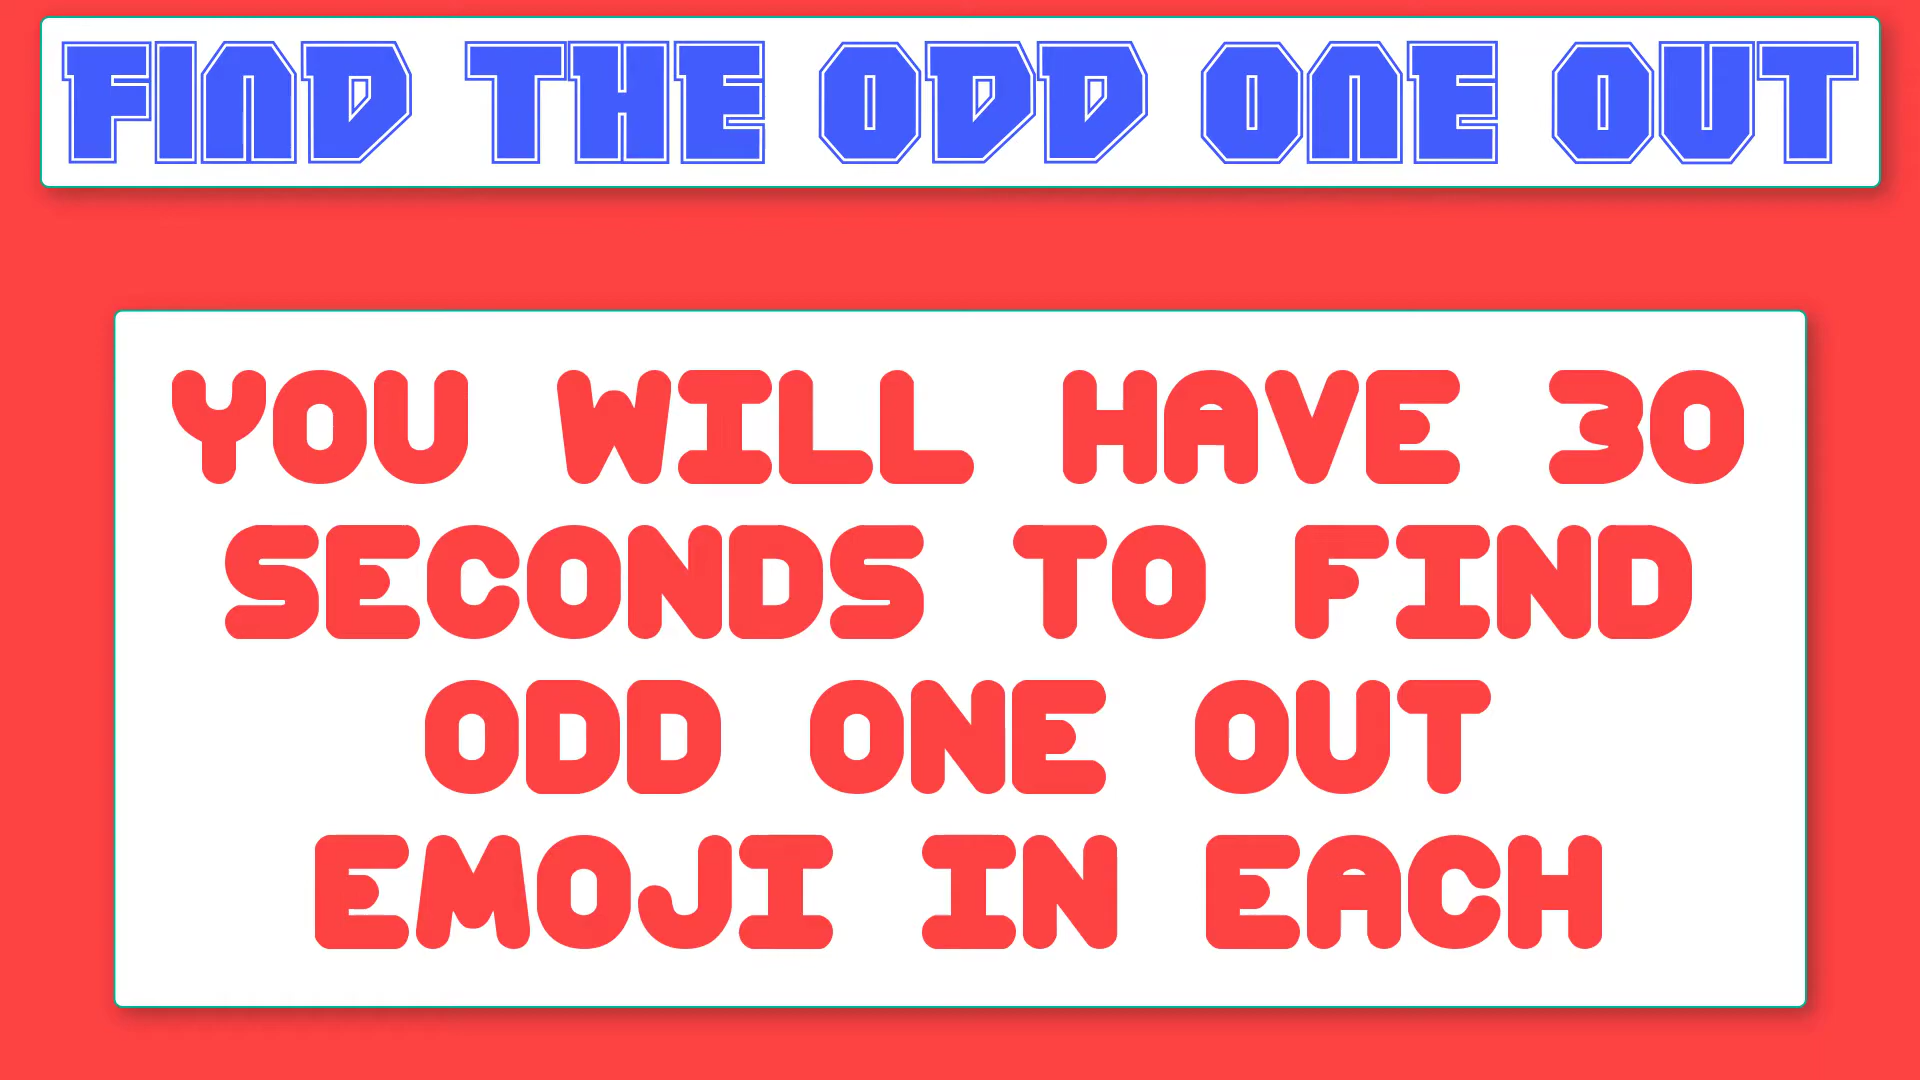 FIND THE ODD ONE OUT
YOU WILL HAVE 30
SECONDS TO FIND
ODD ONE OUT
EMOJI IN EACH